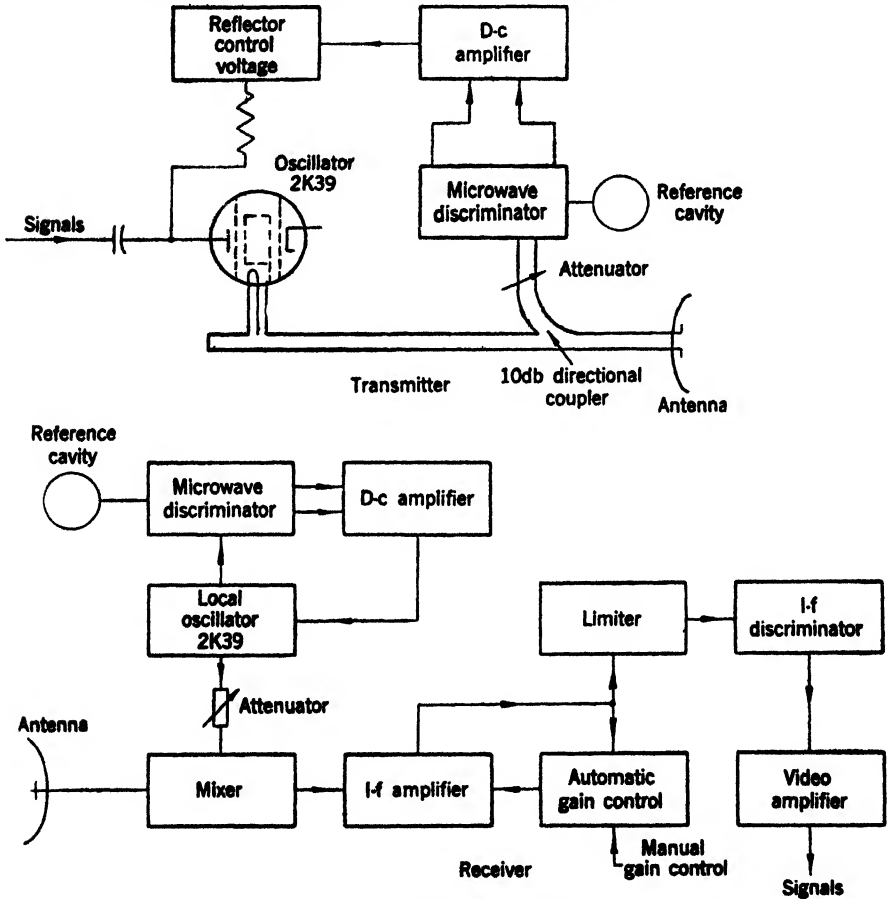 Reflector
control
voltage
D-c
amplifier
Oscillator
2K39
Microwave
discriminator
Reference
cavity
Signals
Attenuator
10db directional
coupler
Transmitter
Antenna
Reference
cavity
Microwave
discriminator
D-c amplifier
Local
oscillator
2K39
Limiter
I-f
discriminator
Attenuator
Antenna
Mixer
I-f amplifier
Automatic
gain control
Video
amplifier
Manual
gain control
Receiver
Signals